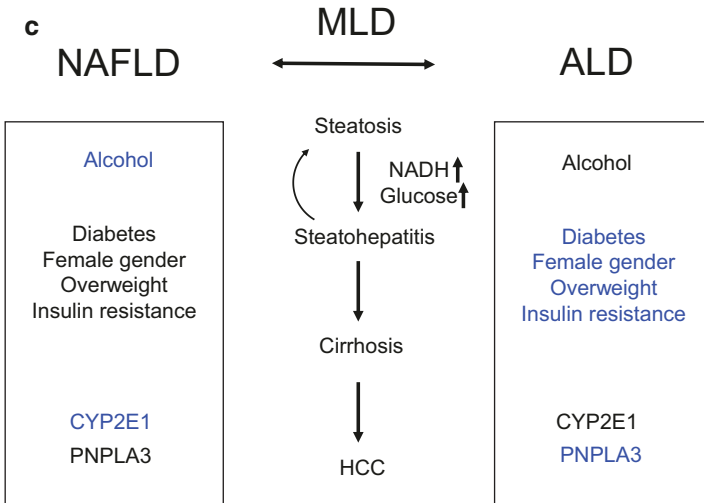 c
MLD
NAFLD
ALD
Alcohol
Diabetes
Female gender
Overweight
Insulin resistance
CYP2E1
PNPLA3
Steatosis
NADH
Glucose
Steatohepatitis
Cirrhosis
HCC
Alcohol
Diabetes
Female gender
Overweight
Insulin resistance
CYP2E1
PNPLA3